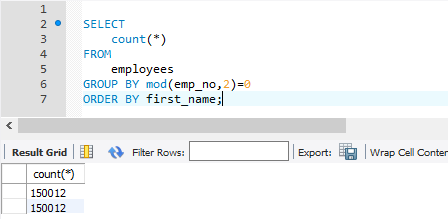 1
2 SELECT
3 count(*)
4 FROM
5 employees
6 GROUP BY mod(emp_no,2)=0
7 ORDER BY first_name;
Result Grid Filter Rows: Export: Wrap Cell Conten
count(*)
150012
150012